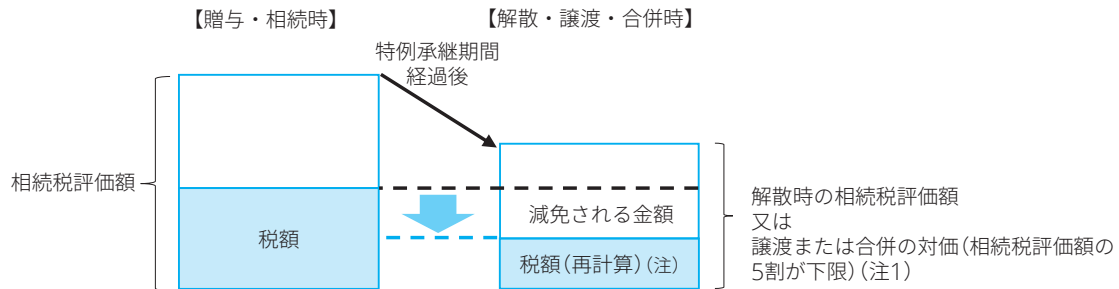 【贈与・相続時】
【解散・譲渡・合併時】
特例承継期間
経過後
相続税評価額
税額
減免される金額
税額（再計算）（注）
解散時の相続税評価額
又は
譲渡または合併の対価（相続税評価額の
5割が下限）（注1）